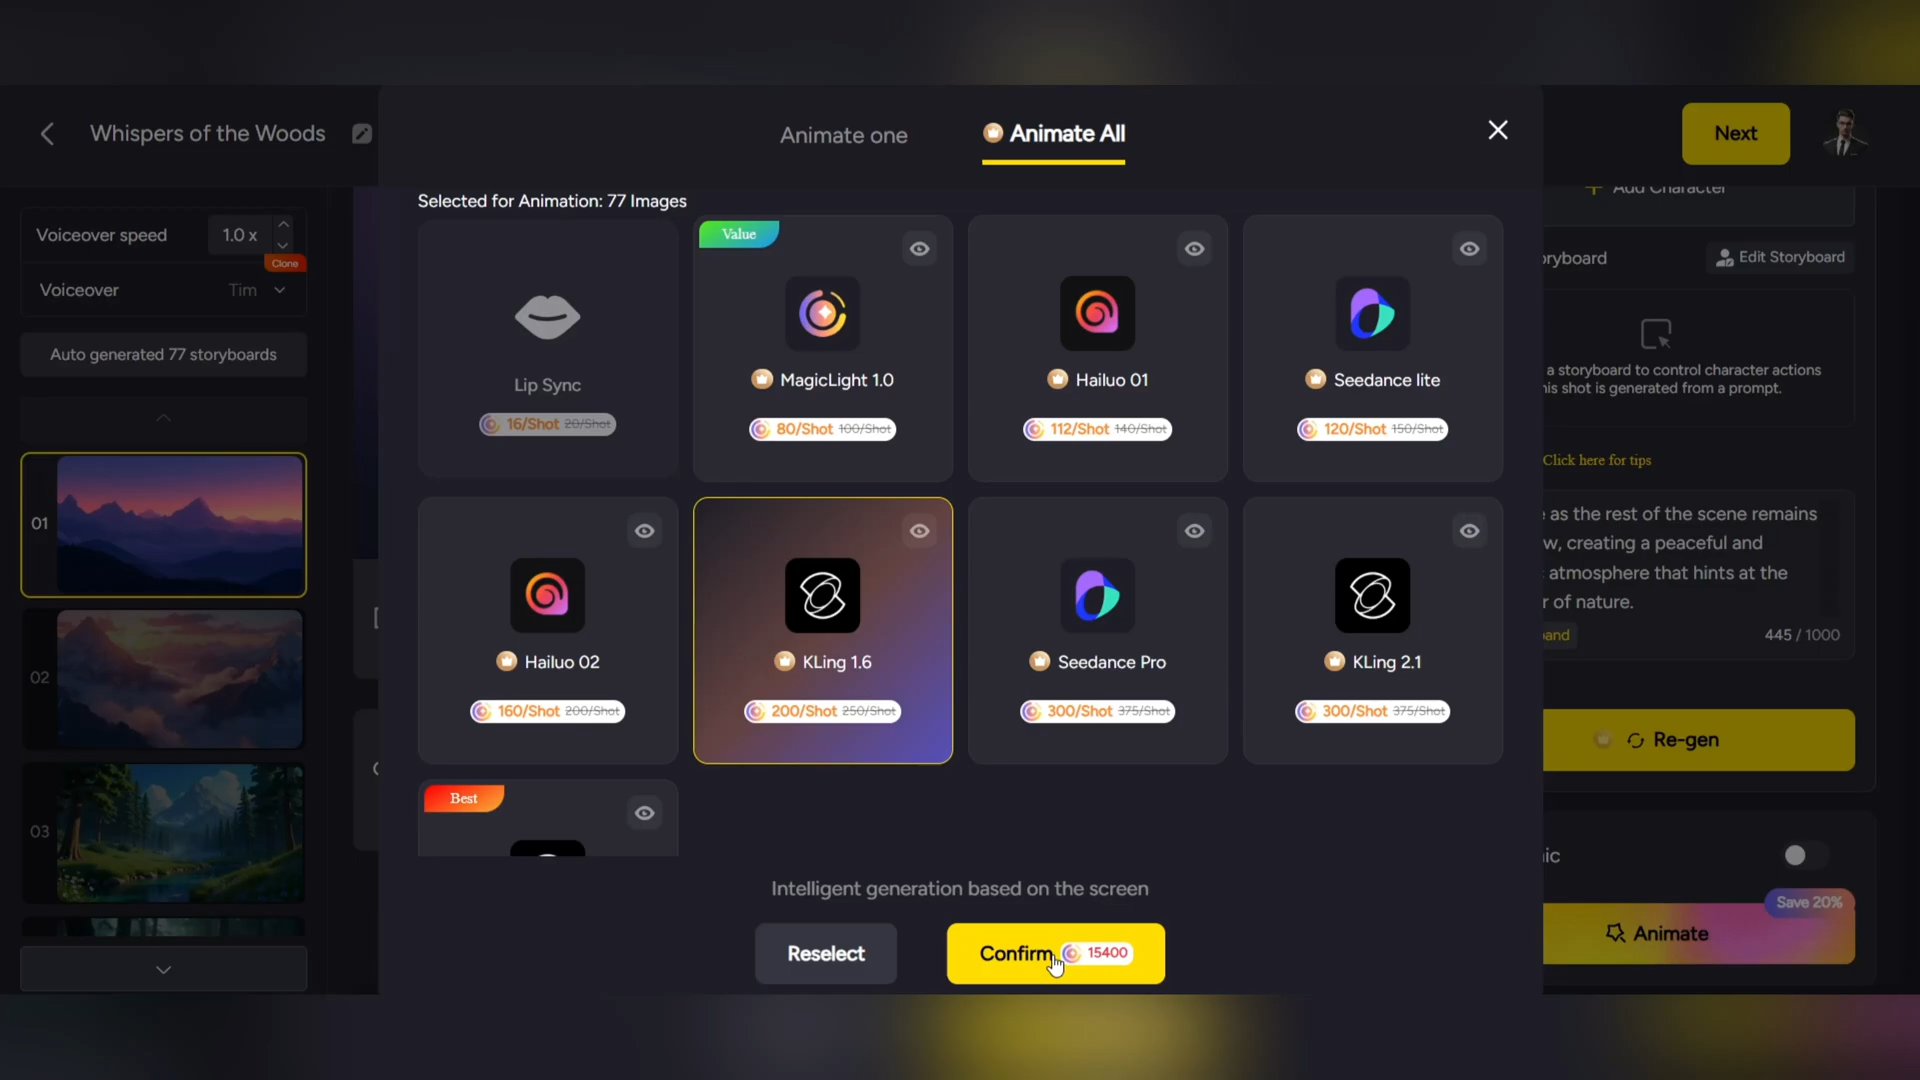 Whispers of the Woods
Animate one
Animate All
Next
Voiceover speed
1.0 x
Clone
Voiceover
Tim
Auto generated 77 storyboards
01
02
03
Selected for Animation: 77 Images
Lip Sync
16/Shot 20/Shot
Value
MagicLight 1.0
80/Shot 100/Shot
Hailuo 01
112/Shot 140/Shot
Seedance lite
120/Shot 150/Shot
Hailuo 02
160/Shot 200/Shot
KLing 1.6
200/Shot 250/Shot
Seedance Pro
300/Shot 375/Shot
KLing 2.1
300/Shot 375/Shot
Best
Intelligent generation based on the screen
Reselect
Confirm 15400
Add Character
oryboard
Edit Storyboard
a storyboard to control character actions
his shot is generated from a prompt.
Click here for tips
as the rest of the scene remains
w, creating a peaceful and
atmosphere that hints at the
r of nature.
pand
445 / 1000
Re-gen
ic
Save 20%
Animate